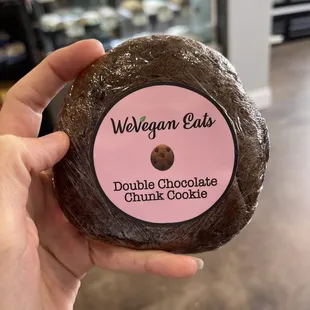 WeVegan Eats
Double Chocolate
Chunk Cookie